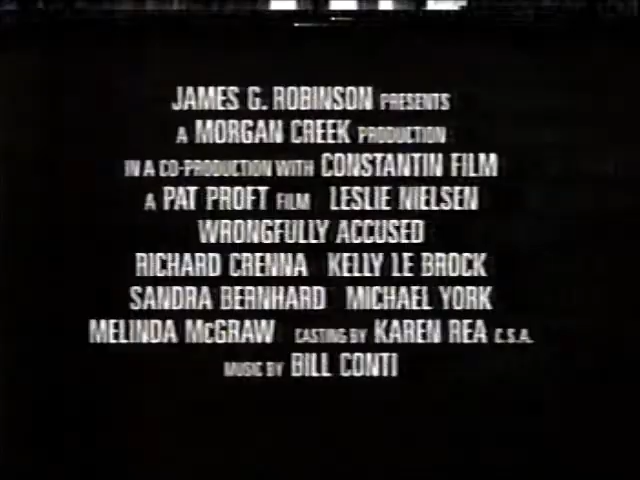 JAMES G. ROBINSON PRESENTS
A MORGAN CREEK PRODUCTION
IN A CO-PRODUCTION WITH CONSTANTIN FILM
A PAT PROFT FILM LESLIE NIELSEN
WRONGFULLY ACCUSED
RICHARD CRENNA KELLY LE BROCK
SANDRA BERNHARD MICHAEL YORK
MELINDA McGRAW CASTING BY KAREN REA C.S.A.
MUSIC BY BILL CONTI